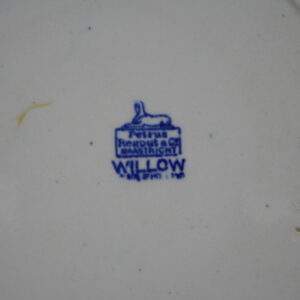 Petrus
Regout & Co
MAASTRICHT
WILLOW